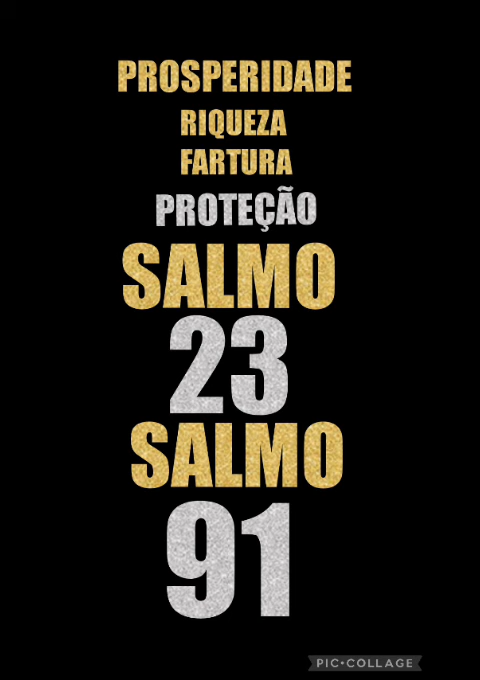 PROSPERIDADE
RIQUEZA
FARTURA
PROTEÇÃO
SALMO
23
SALMO
91
PIC•COLLAGE